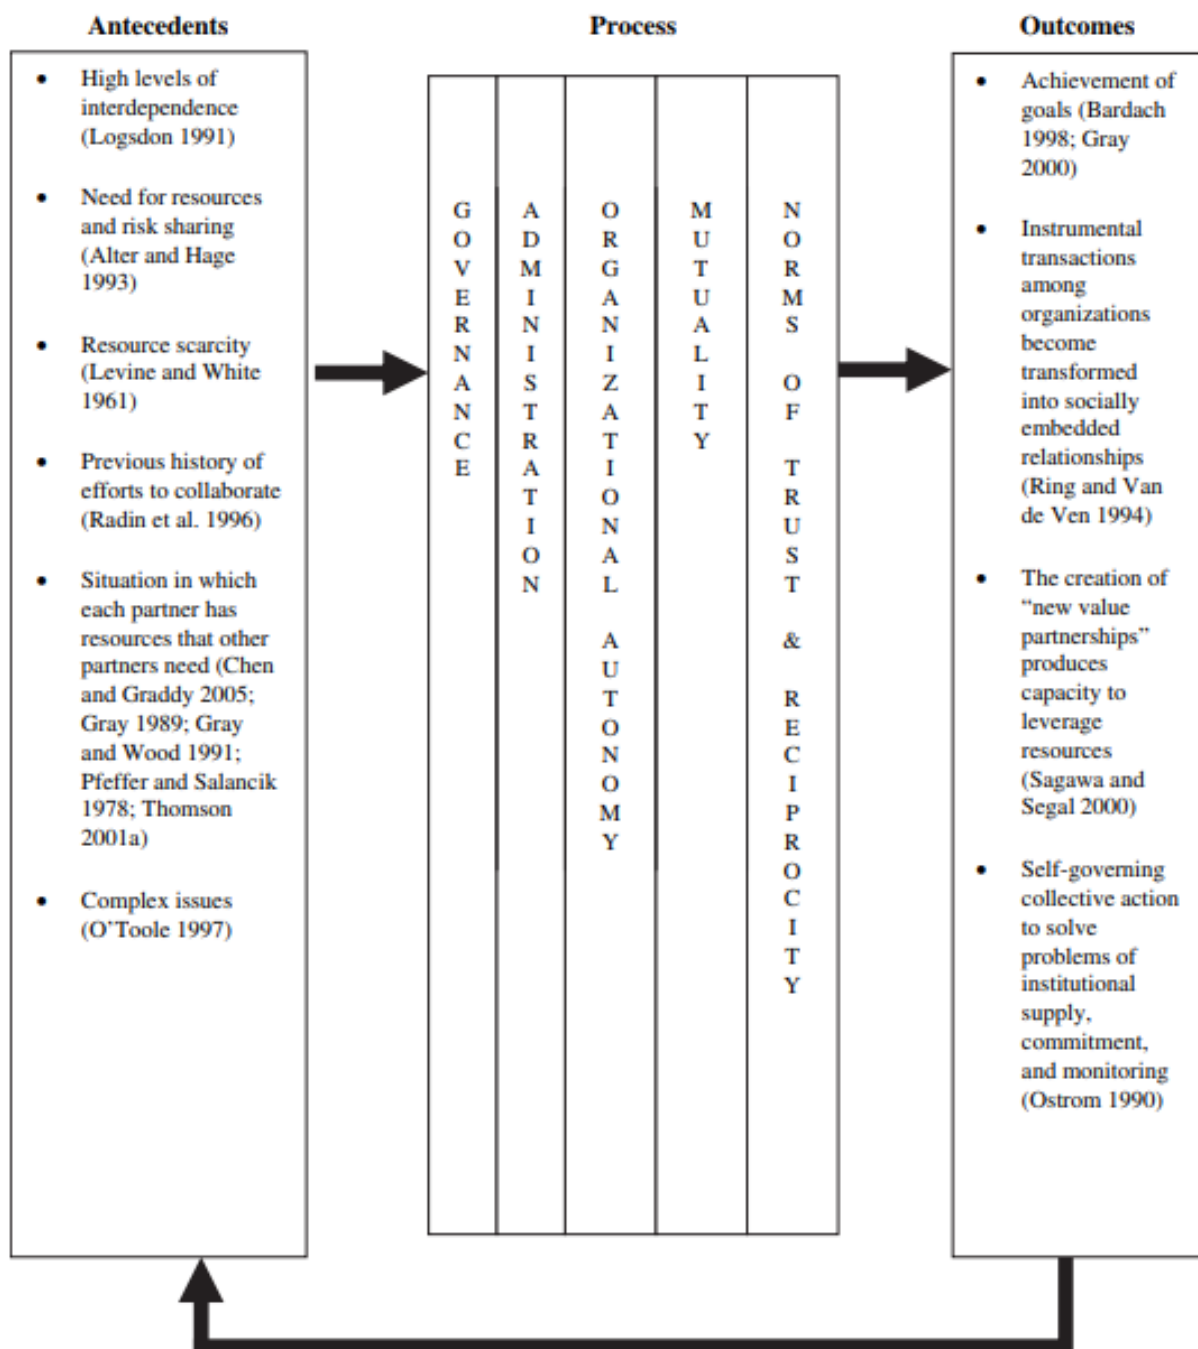 Antecedents
• High levels of
interdependence
(Logsdon 1991)
• Need for resources
and risk sharing
(Alter and Hage
1993)
• Resource scarcity
(Levine and White
1961)
• Previous history of
efforts to collaborate
(Radin et al. 1996)
• Situation in which
each partner has
resources that other
partners need (Chen
and Graddy 2005;
Gray 1989; Gray
and Wood 1991;
Pfeffer and Salancik
1978; Thomson
2001a)
• Complex issues
(O’Toole 1997)
Process
GOVERNANCE
ADMINISTRATION
ORGANIZATIONAL AUTONOMY
MUTUALITY
NORMS OF TRUST & RECIPROCITY
Outcomes
• Achievement of
goals (Bardach
1998; Gray
2000)
• Instrumental
transactions
among
organizations
become
transformed
into socially
embedded
relationships
(Ring and Van
de Ven 1994)
• The creation of
“new value
partnerships”
produces
capacity to
leverage
resources
(Sagawa and
Segal 2000)
• Self-governing
collective action
to solve
problems of
institutional
supply,
commitment,
and monitoring
(Ostrom 1990)